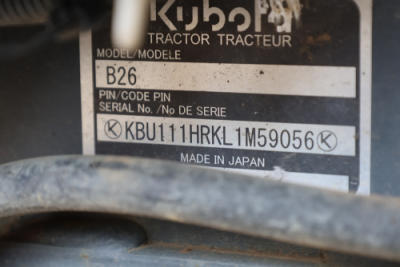 Kubota
TRACTOR TRACTEUR
MODEL/MODELE
B26
PIN/CODE PIN
SERIAL No./No DE SERIE
KBU111HRKL1M59056
MADE IN JAPAN